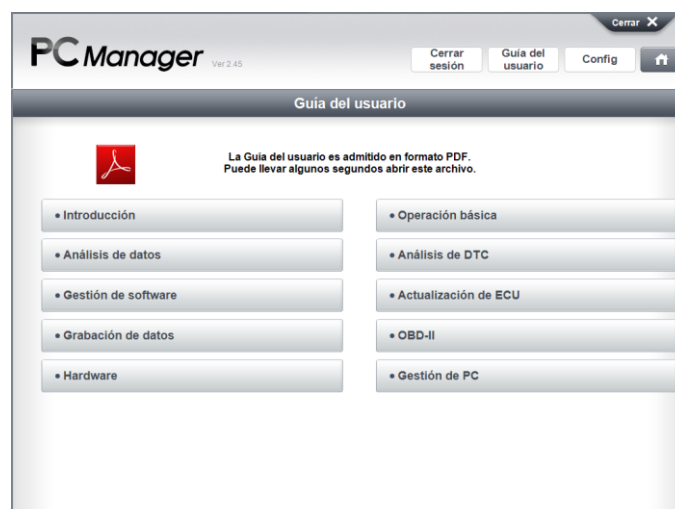 Cerrar X
PC Manager Ver 2.45
Cerrar sesión
Guía del usuario
Config
Guía del usuario
La Guía del usuario es admitido en formato PDF.
Puede llevar algunos segundos abrir este archivo.
• Introducción
• Operación básica
• Análisis de datos
• Análisis de DTC
• Gestión de software
• Actualización de ECU
• Grabación de datos
• OBD-II
• Hardware
• Gestión de PC